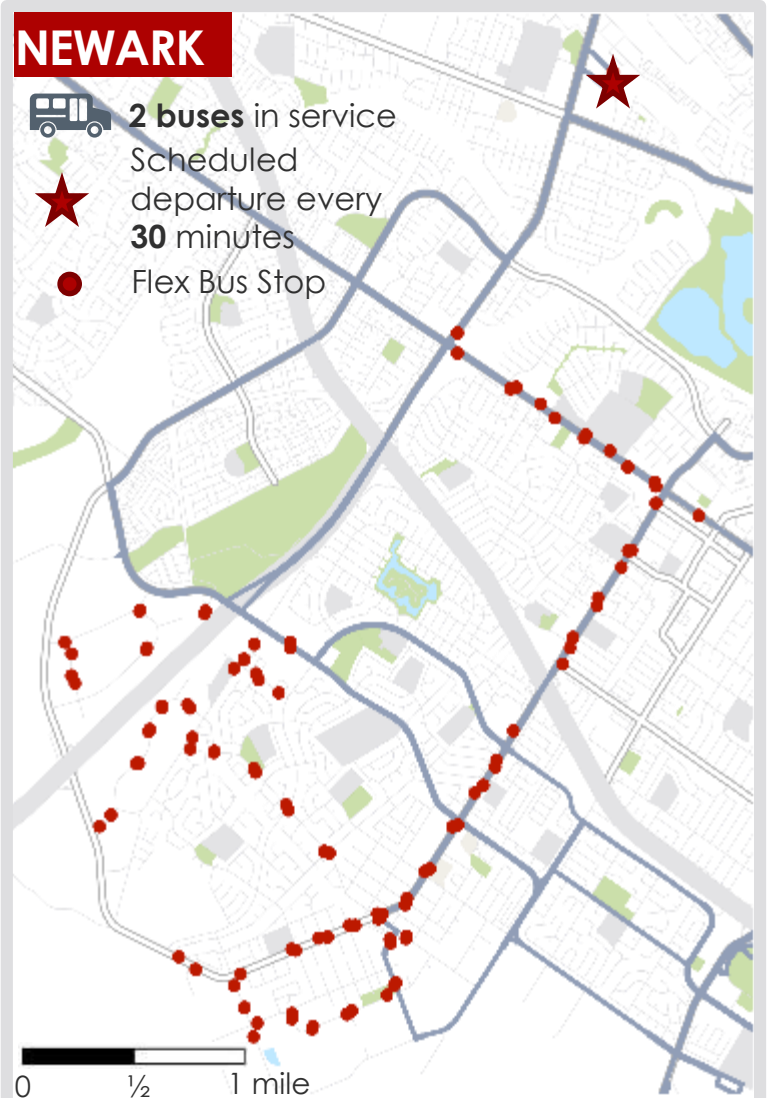 NEWARK
2 buses in service
Scheduled
departure every
30 minutes
Flex Bus Stop
0 ½ 1 mile